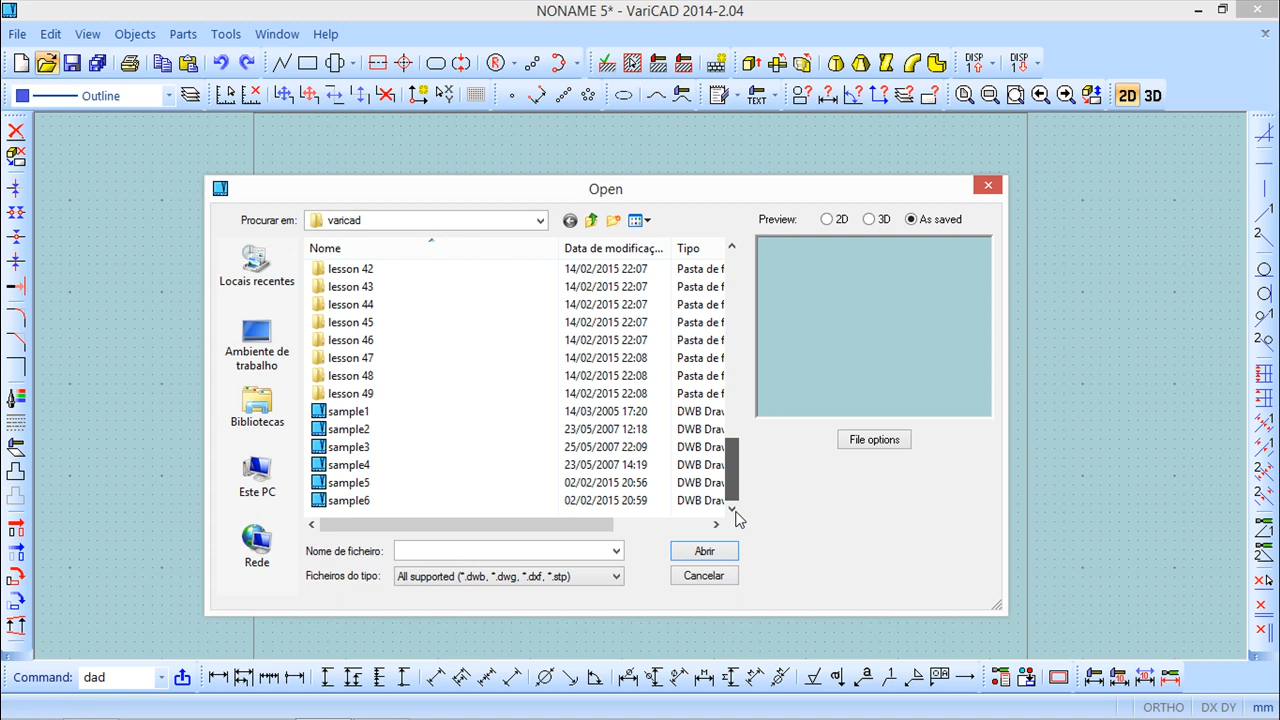 NONAME 5* - VariCAD 2014-2.04
File Edit View Objects Parts Tools Window Help
DISP 1 DISP 1
Outline TEXT 2D 3D
Open
Procurar em: varicad Preview: 2D 3D As saved
Nome Data de modificaç... Tipo
lesson 42 14/02/2015 22:07 Pasta de f
lesson 43 14/02/2015 22:07 Pasta de f
lesson 44 14/02/2015 22:07 Pasta de f
lesson 45 14/02/2015 22:07 Pasta de f
lesson 46 14/02/2015 22:07 Pasta de f
lesson 47 14/02/2015 22:08 Pasta de f
lesson 48 14/02/2015 22:08 Pasta de f
lesson 49 14/02/2015 22:08 Pasta de f
sample1 14/03/2005 17:20 DWB Drav
sample2 23/05/2007 12:18 DWB Drav
sample3 25/05/2007 22:09 DWB Drav
sample4 23/05/2007 14:19 DWB Drav
sample5 02/02/2015 20:56 DWB Drav
sample6 02/02/2015 20:59 DWB Drav
Locais recentes
Ambiente de trabalho
Bibliotecas
Este PC
Rede
File options
Nome de ficheiro: Abrir
Ficheiros do tipo: All supported (*.dwb, *.dwg, *.dxf, *.stp) Cancelar
Command: dad
ORTHO DX DY mm